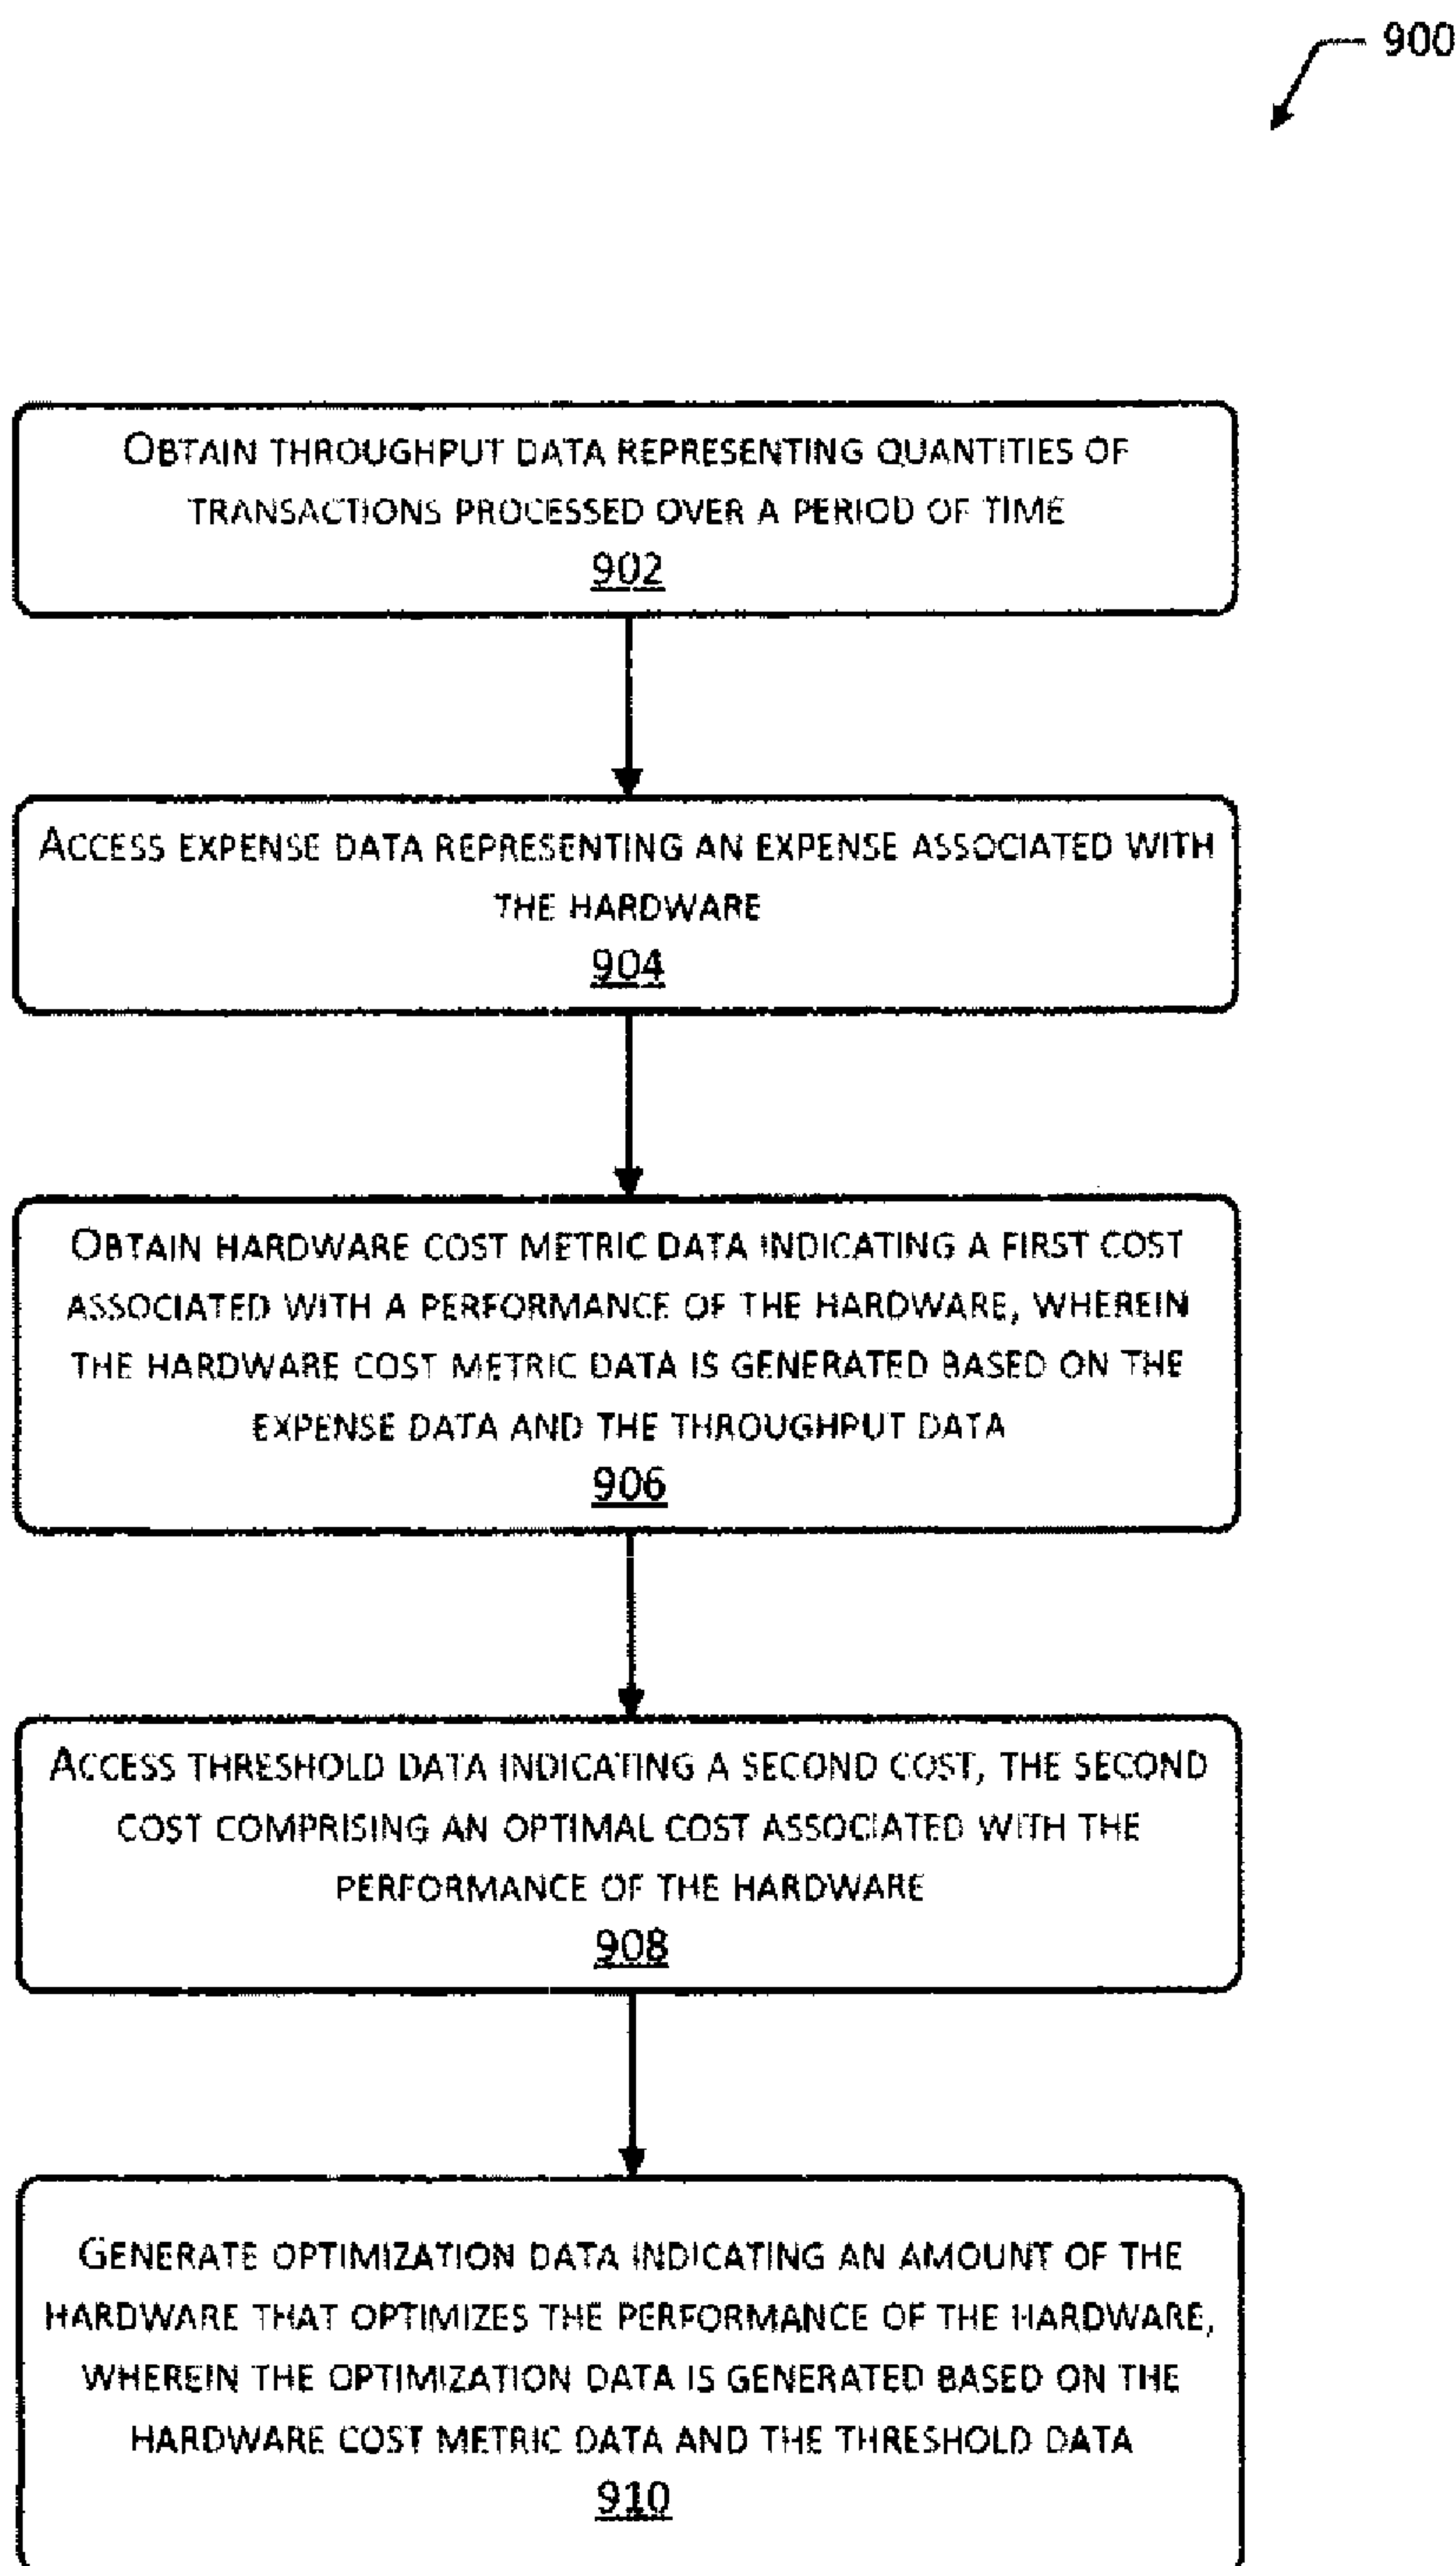 900
OBTAIN THROUGHPUT DATA REPRESENTING QUANTITIES OF
TRANSACTIONS PROCESSED OVER A PERIOD OF TIME
902
ACCESS EXPENSE DATA REPRESENTING AN EXPENSE ASSOCIATED WITH
THE HARDWARE
904
OBTAIN HARDWARE COST METRIC DATA INDICATING A FIRST COST
ASSOCIATED WITH A PERFORMANCE OF THE HARDWARE, WHEREIN
THE HARDWARE COST METRIC DATA IS GENERATED BASED ON THE
EXPENSE DATA AND THE THROUGHPUT DATA
906
ACCESS THRESHOLD DATA INDICATING A SECOND COST, THE SECOND
COST COMPRISING AN OPTIMAL COST ASSOCIATED WITH THE
PERFORMANCE OF THE HARDWARE
908
GENERATE OPTIMIZATION DATA INDICATING AN AMOUNT OF THE
HARDWARE THAT OPTIMIZES THE PERFORMANCE OF THE HARDWARE,
WHEREIN THE OPTIMIZATION DATA IS GENERATED BASED ON THE
HARDWARE COST METRIC DATA AND THE THRESHOLD DATA
910